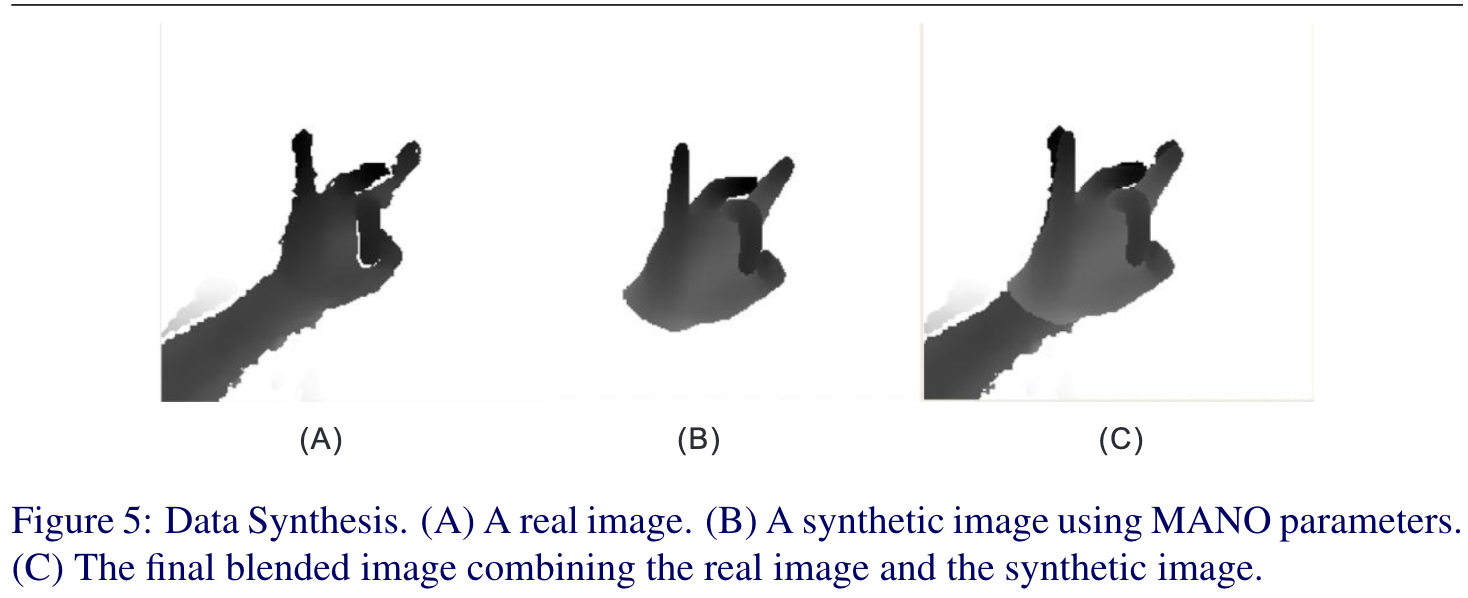 (A)
(B)
(C)
Figure 5: Data Synthesis. (A) A real image. (B) A synthetic image using MANO parameters.
(C) The final blended image combining the real image and the synthetic image.